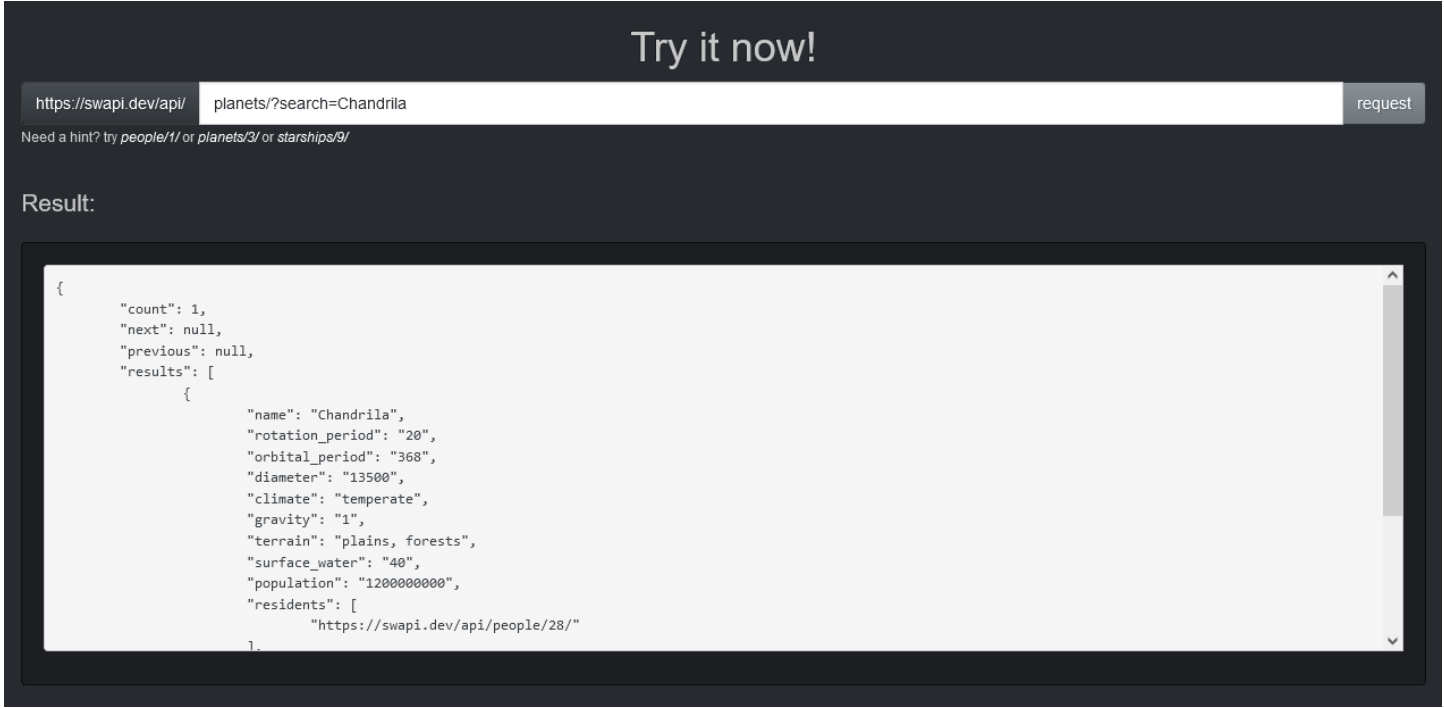 Try it now!
https://swapi.dev/api/ planets/?search=Chandrila request
Need a hint? try people/1/ or planets/3/ or starships/9/
Result:
{
	"count": 1,
	"next": null,
	"previous": null,
	"results": [
		{
			"name": "Chandrila",
			"rotation_period": "20",
			"orbital_period": "368",
			"diameter": "13500",
			"climate": "temperate",
			"gravity": "1",
			"terrain": "plains, forests",
			"surface_water": "40",
			"population": "1200000000",
			"residents": [
				"https://swapi.dev/api/people/28/"
			],